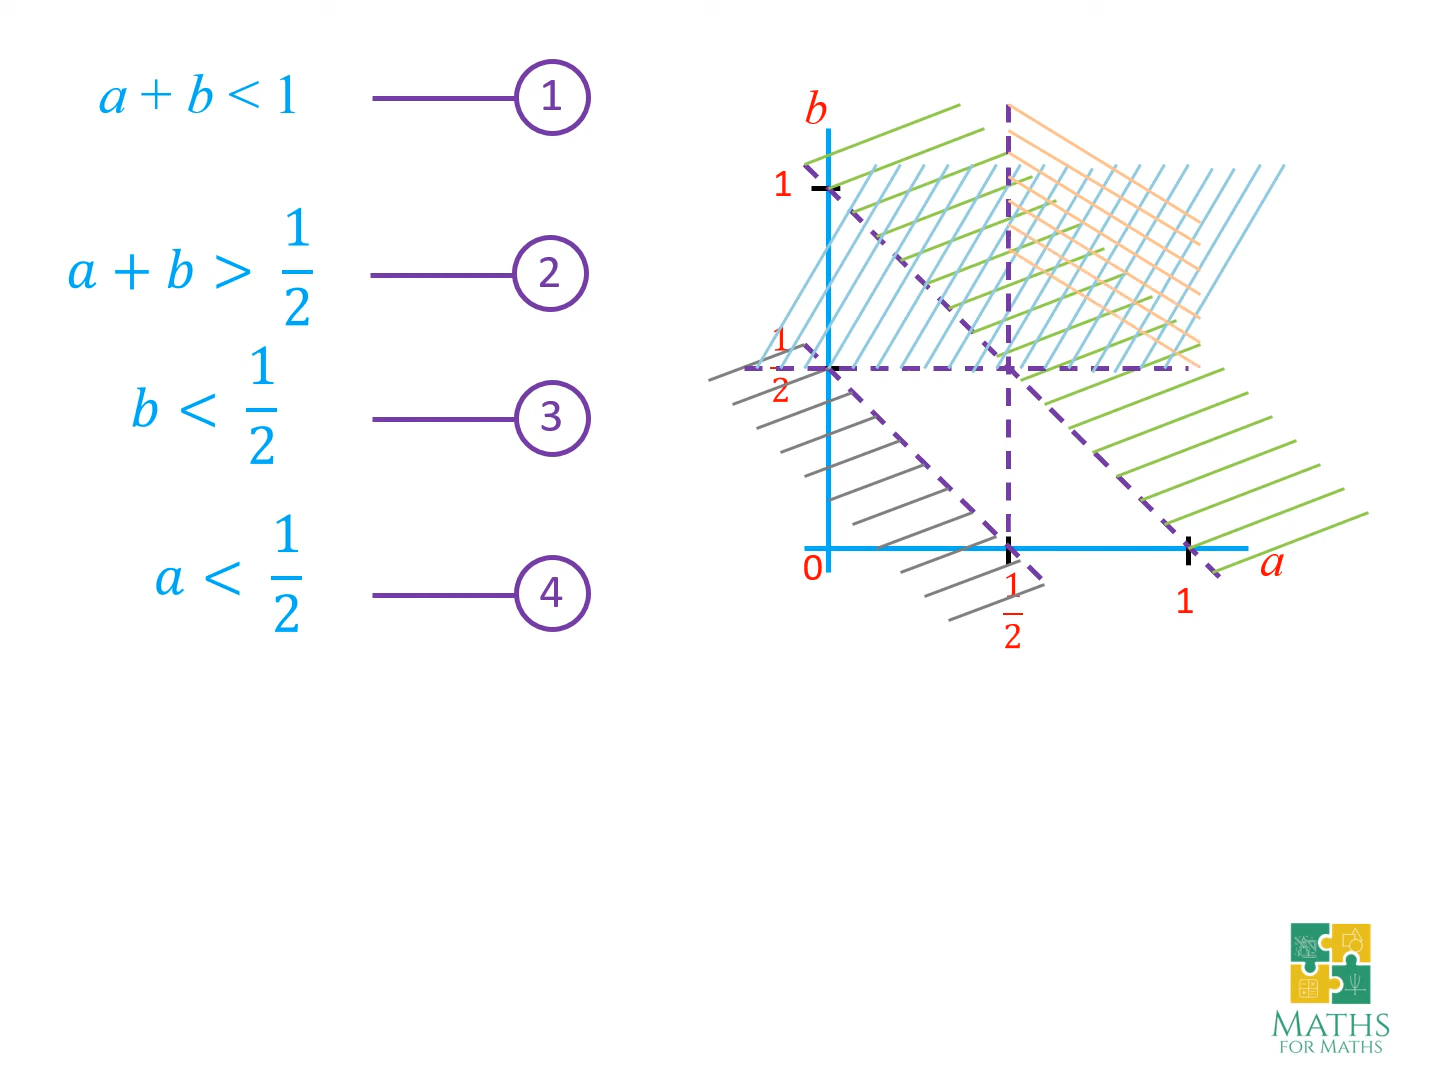 a + b < 1 1
a + b > 1/2 2
b < 1/2 3
a < 1/2 4
b
1
1/2
0
1/2
1
a
MATHS
FOR MATHS